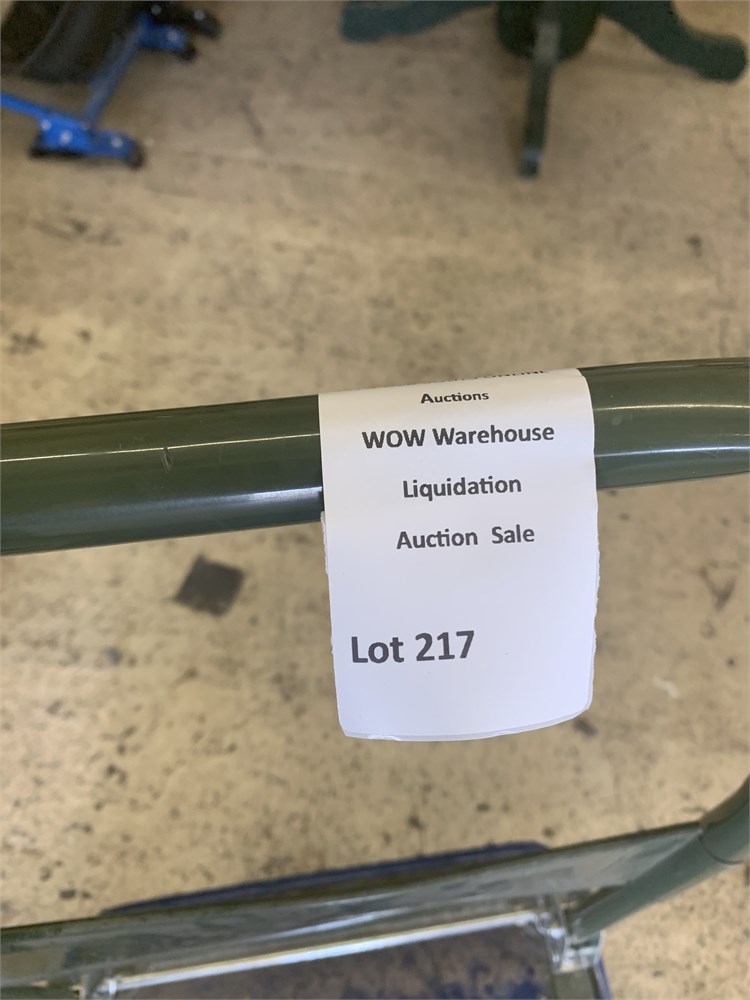 Auctions
WOW Warehouse
Liquidation
Auction Sale
Lot 217